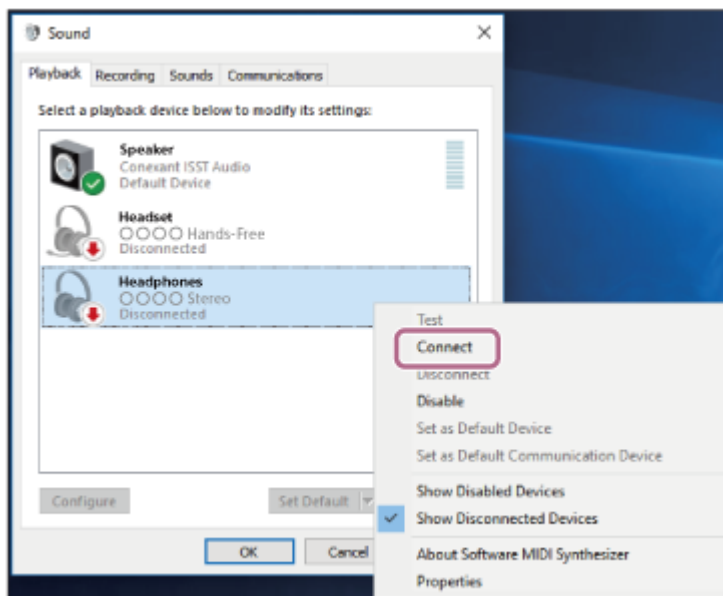 Sound
Playback Recording Sounds Communications
Select a playback device below to modify its settings:
Speaker
Conexant ISST Audio
Default Device
Headset
○○○○ Hands-Free
Disconnected
Headphones
○○○○ Stereo
Disconnected
Test
Connect
Disconnect
Disable
Set as Default Device
Set as Default Communication Device
Show Disabled Devices
Show Disconnected Devices
About Software MIDI Synthesizer
Properties
Configure Set Default
OK Cancel